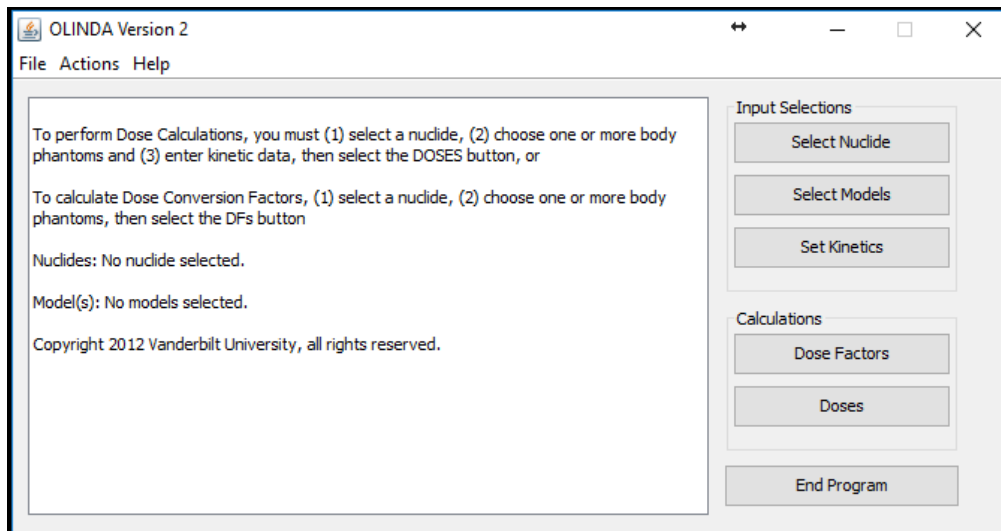 OLINDA Version 2
File Actions Help
To perform Dose Calculations, you must (1) select a nuclide, (2) choose one or more body
phantoms and (3) enter kinetic data, then select the DOSES button, or
To calculate Dose Conversion Factors, (1) select a nuclide, (2) choose one or more body
phantoms, then select the DFs button
Nuclides: No nuclide selected.
Model(s): No models selected.
Copyright 2012 Vanderbilt University, all rights reserved.
Input Selections
Select Nuclide
Select Models
Set Kinetics
Calculations
Dose Factors
Doses
End Program